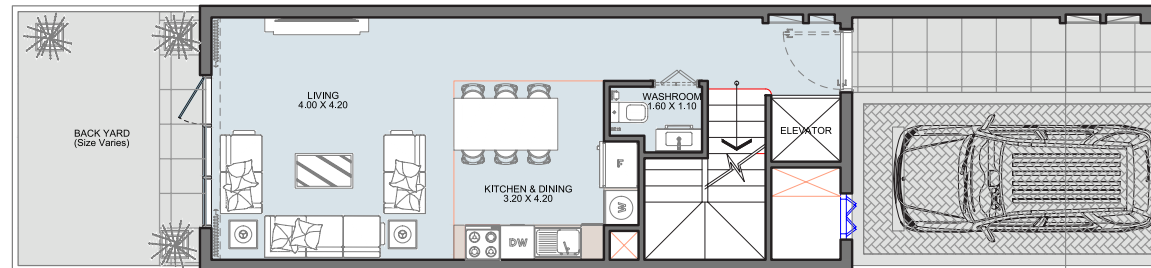 LIVING
4.00 X 4.20
WASHROOM
1.60 X 1.10
BACK YARD
(Size Varies)
ELEVATOR
F
KITCHEN & DINING
3.20 X 4.20
W
DW